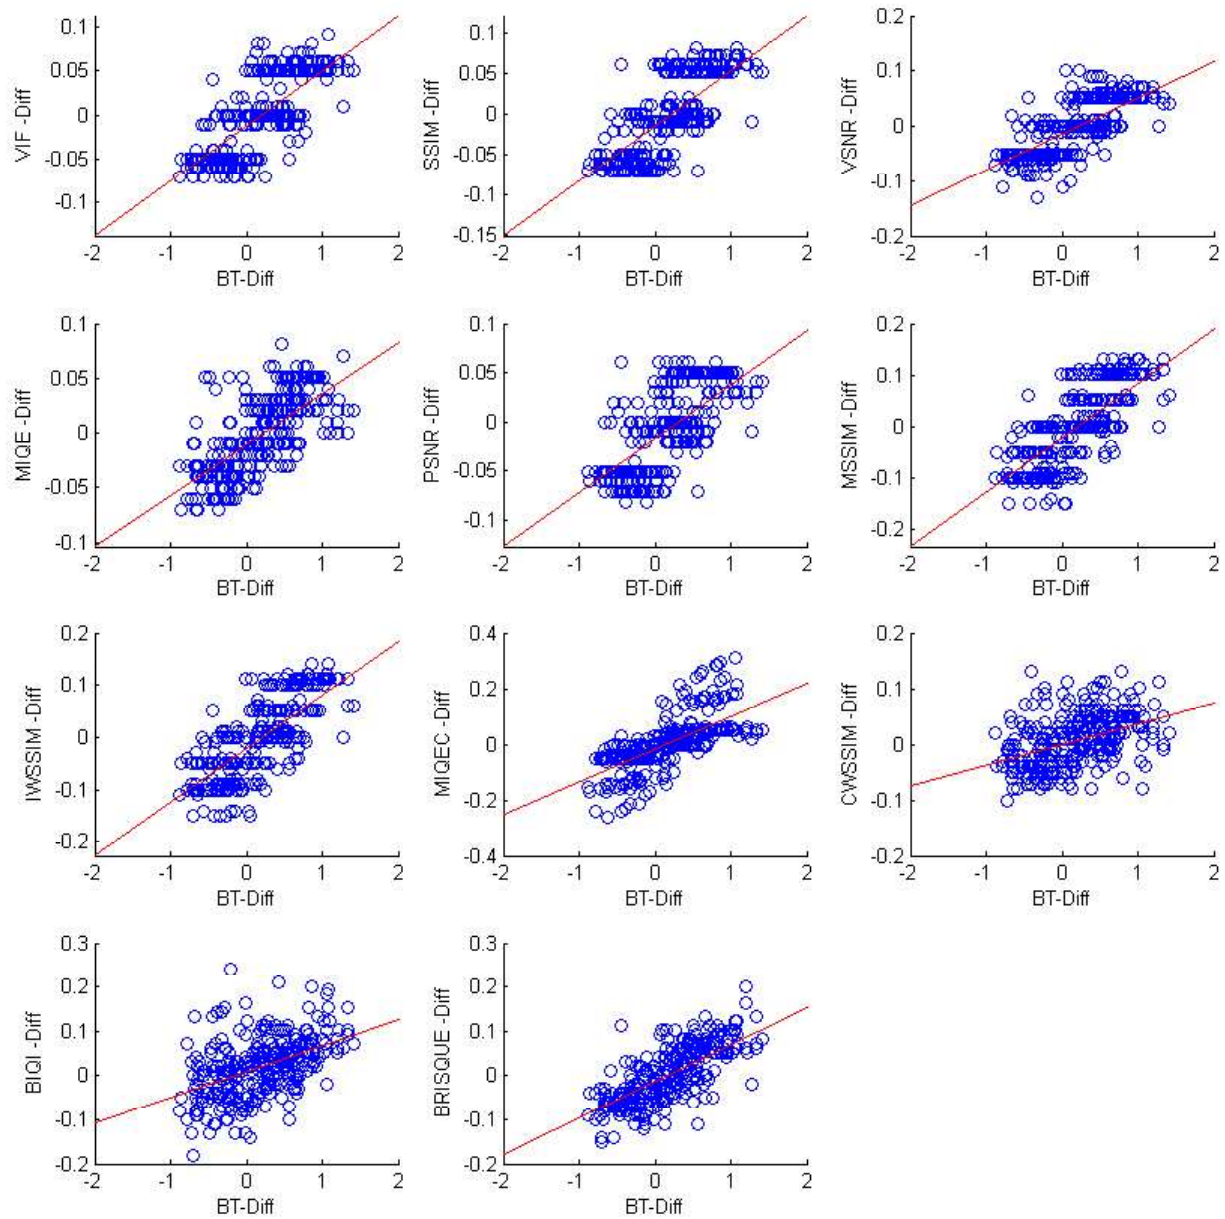 0.1
0.05
0
-0.05
-0.1
VIF -Diff
-2 -1 0 1 2
BT-Diff
0.1
0.05
0
-0.05
-0.1
-0.15
SSIM -Diff
-2 -1 0 1 2
BT-Diff
0.2
0.1
0
-0.1
-0.2
VSNR -Diff
-2 -1 0 1 2
BT-Diff
0.1
0.05
0
-0.05
-0.1
MIQE -Diff
-2 -1 0 1 2
BT-Diff
0.1
0.05
0
-0.05
-0.1
PSNR -Diff
-2 -1 0 1 2
BT-Diff
0.2
0.1
0
-0.1
-0.2
MSSIM -Diff
-2 -1 0 1 2
BT-Diff
0.2
0.1
0
-0.1
-0.2
IWSSIM -Diff
-2 -1 0 1 2
BT-Diff
0.4
0.2
0
-0.2
-0.4
MIQEC -Diff
-2 -1 0 1 2
BT-Diff
0.2
0.1
0
-0.1
-0.2
CWSSIM -Diff
-2 -1 0 1 2
BT-Diff
0.3
0.2
0.1
0
-0.1
-0.2
BIQI -Diff
-2 -1 0 1 2
BT-Diff
0.3
0.2
0.1
0
-0.1
-0.2
BRISQUE -Diff
-2 -1 0 1 2
BT-Diff